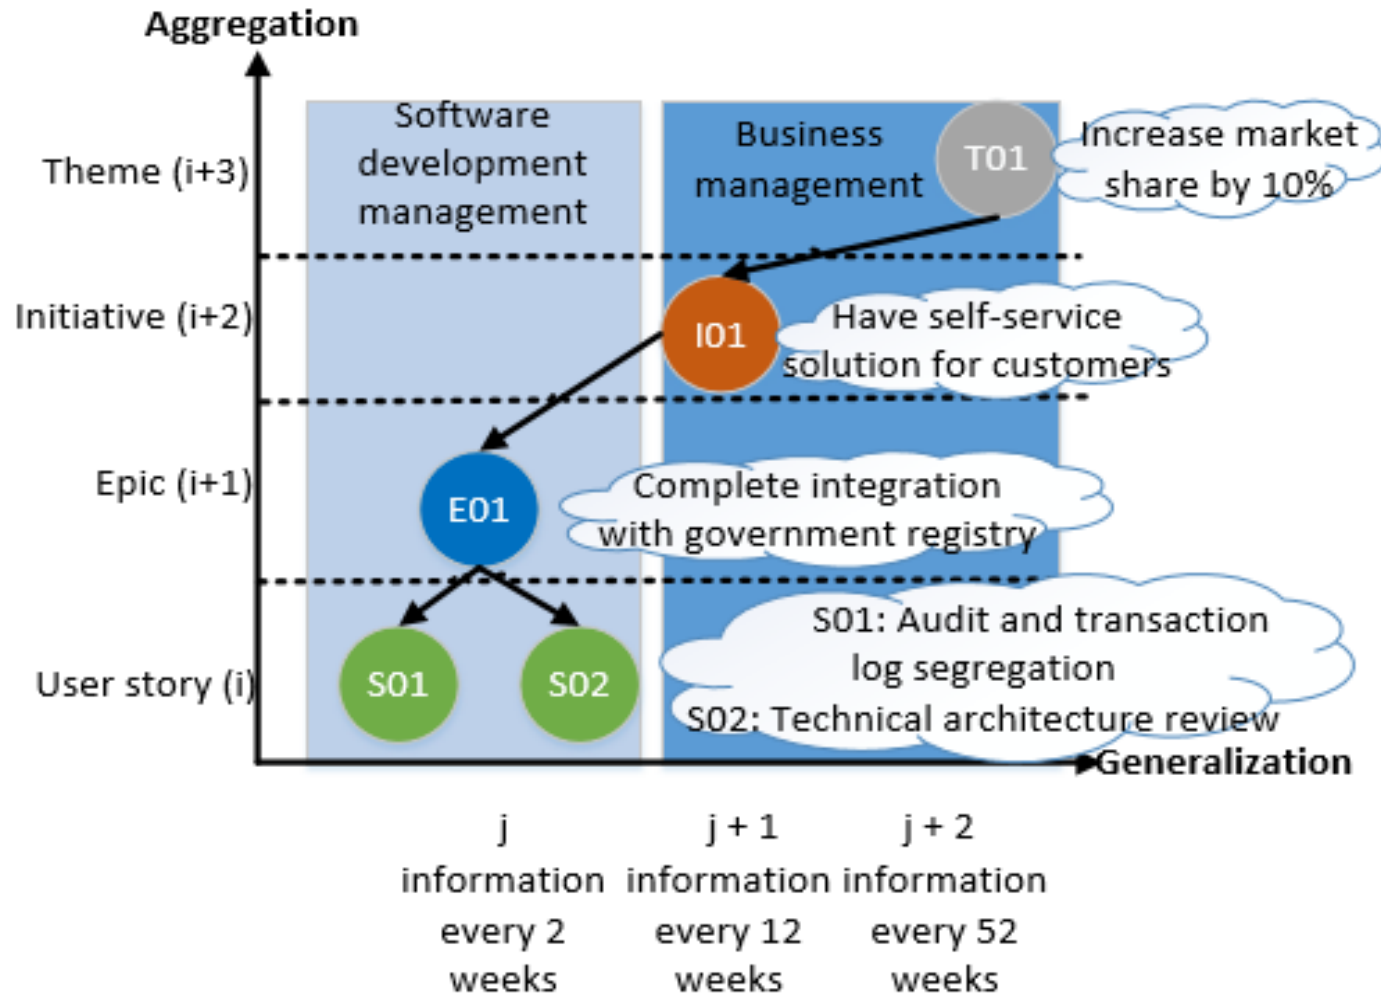 Aggregation
Software
development
management
Business
management
T01
Increase market
share by 10%
Theme (i+3)
Initiative (i+2)
I01
Have self-service
solution for customers
Epic (i+1)
E01
Complete integration
with government registry
User story (i)
S01
S02
S01: Audit and transaction
log segregation
S02: Technical architecture review
Generalization
j
information
every 2
weeks
j + 1
information
every 12
weeks
j + 2
information
every 52
weeks